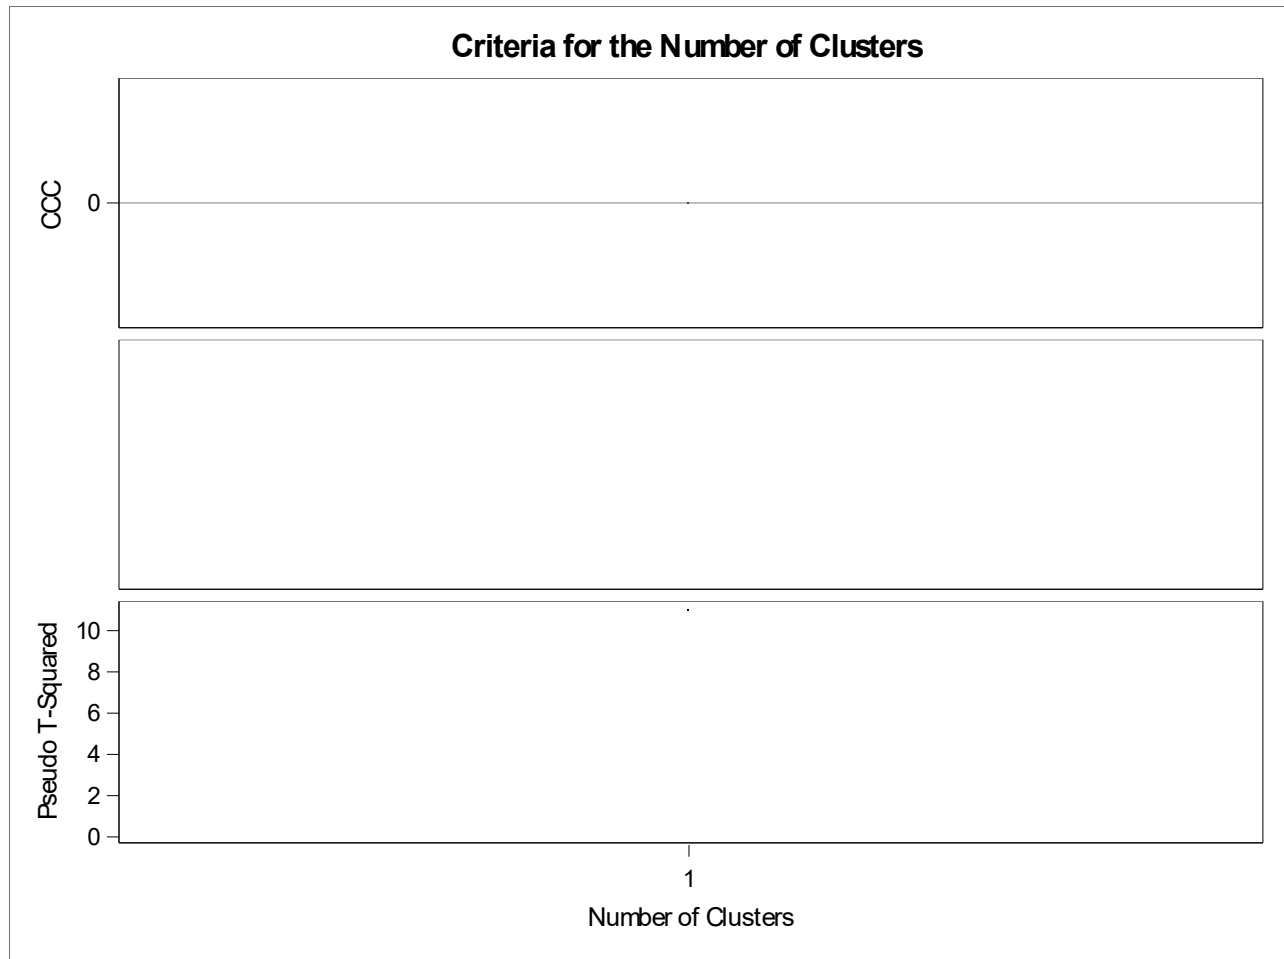 Criteria for the Number of Clusters
CCC
0
Pseudo T-Squared
10
8
6
4
2
0
1
Number of Clusters